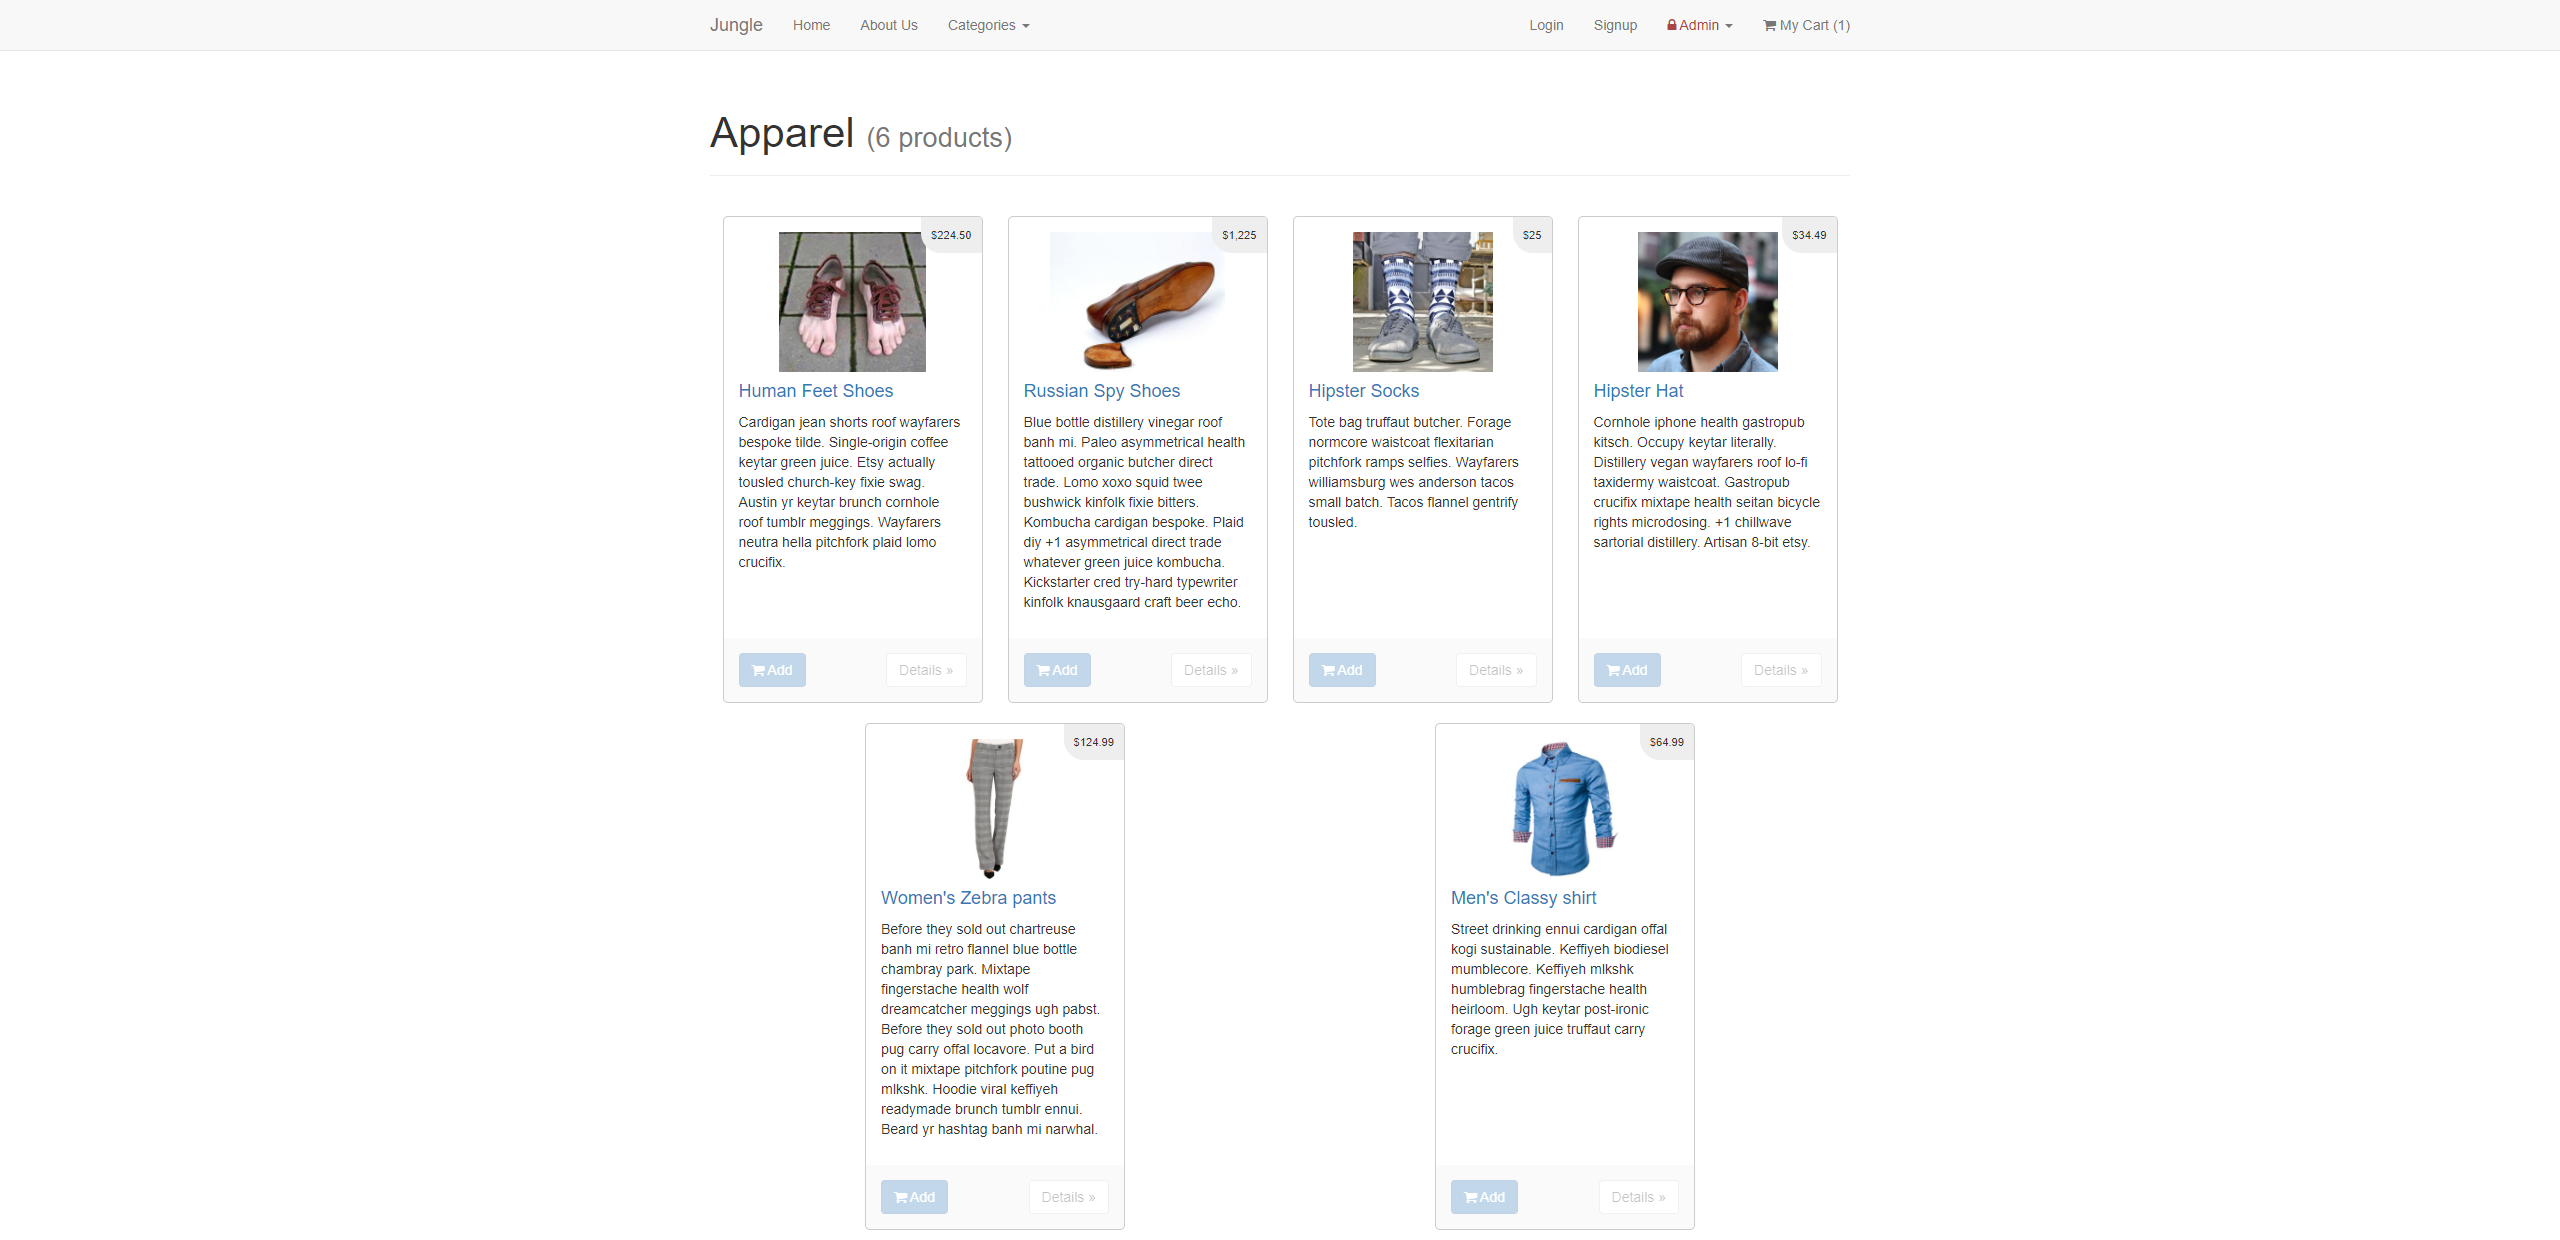 Jungle Home About Us Categories Login Signup Admin My Cart (1)
Apparel (6 products)
$224.50
Human Feet Shoes
Cardigan jean shorts roof wayfarers
bespoke tilde. Single-origin coffee
keytar green juice. Etsy actually
tousled church-key fixie swag.
Austin yr keytar brunch cornhole
roof tumblr meggings. Wayfarers
neutra hella pitchfork plaid lomo
crucifix.
Add Details »
$1,225
Russian Spy Shoes
Blue bottle distillery vinegar roof
banh mi. Paleo asymmetrical health
tattooed organic butcher direct
trade. Lomo xoxo squid twee
bushwick kinfolk fixie bitters.
Kombucha cardigan bespoke. Plaid
diy +1 asymmetrical direct trade
whatever green juice kombucha.
Kickstarter cred try-hard typewriter
kinfolk knausgaard craft beer echo.
Add Details »
$25
Hipster Socks
Tote bag truffaut butcher. Forage
normcore waistcoat flexitarian
pitchfork ramps selfies. Wayfarers
williamsburg wes anderson tacos
small batch. Tacos flannel gentrify
tousled.
Add Details »
$34.49
Hipster Hat
Cornhole iphone health gastropub
kitsch. Occupy keytar literally.
Distillery vegan wayfarers roof lo-fi
taxidermy waistcoat. Gastropub
crucifix mixtape health seitan bicycle
rights microdosing. +1 chillwave
sartorial distillery. Artisan 8-bit etsy.
Add Details »
$124.99
Women's Zebra pants
Before they sold out chartreuse
banh mi retro flannel blue bottle
chambray park. Mixtape
fingerstache health wolf
dreamcatcher meggings ugh pabst.
Before they sold out photo booth
pug carry offal locavore. Put a bird
on it mixtape pitchfork poutine pug
mlkshk. Hoodie viral keffiyeh
readymade brunch tumblr ennui.
Beard yr hashtag banh mi narwhal.
Add Details »
$64.99
Men's Classy shirt
Street drinking ennui cardigan offal
kogi sustainable. Keffiyeh biodiesel
mumblecore. Keffiyeh mlkshk
humblebrag fingerstache health
heirloom. Ugh keytar post-ironic
forage green juice truffaut carry
crucifix.
Add Details »